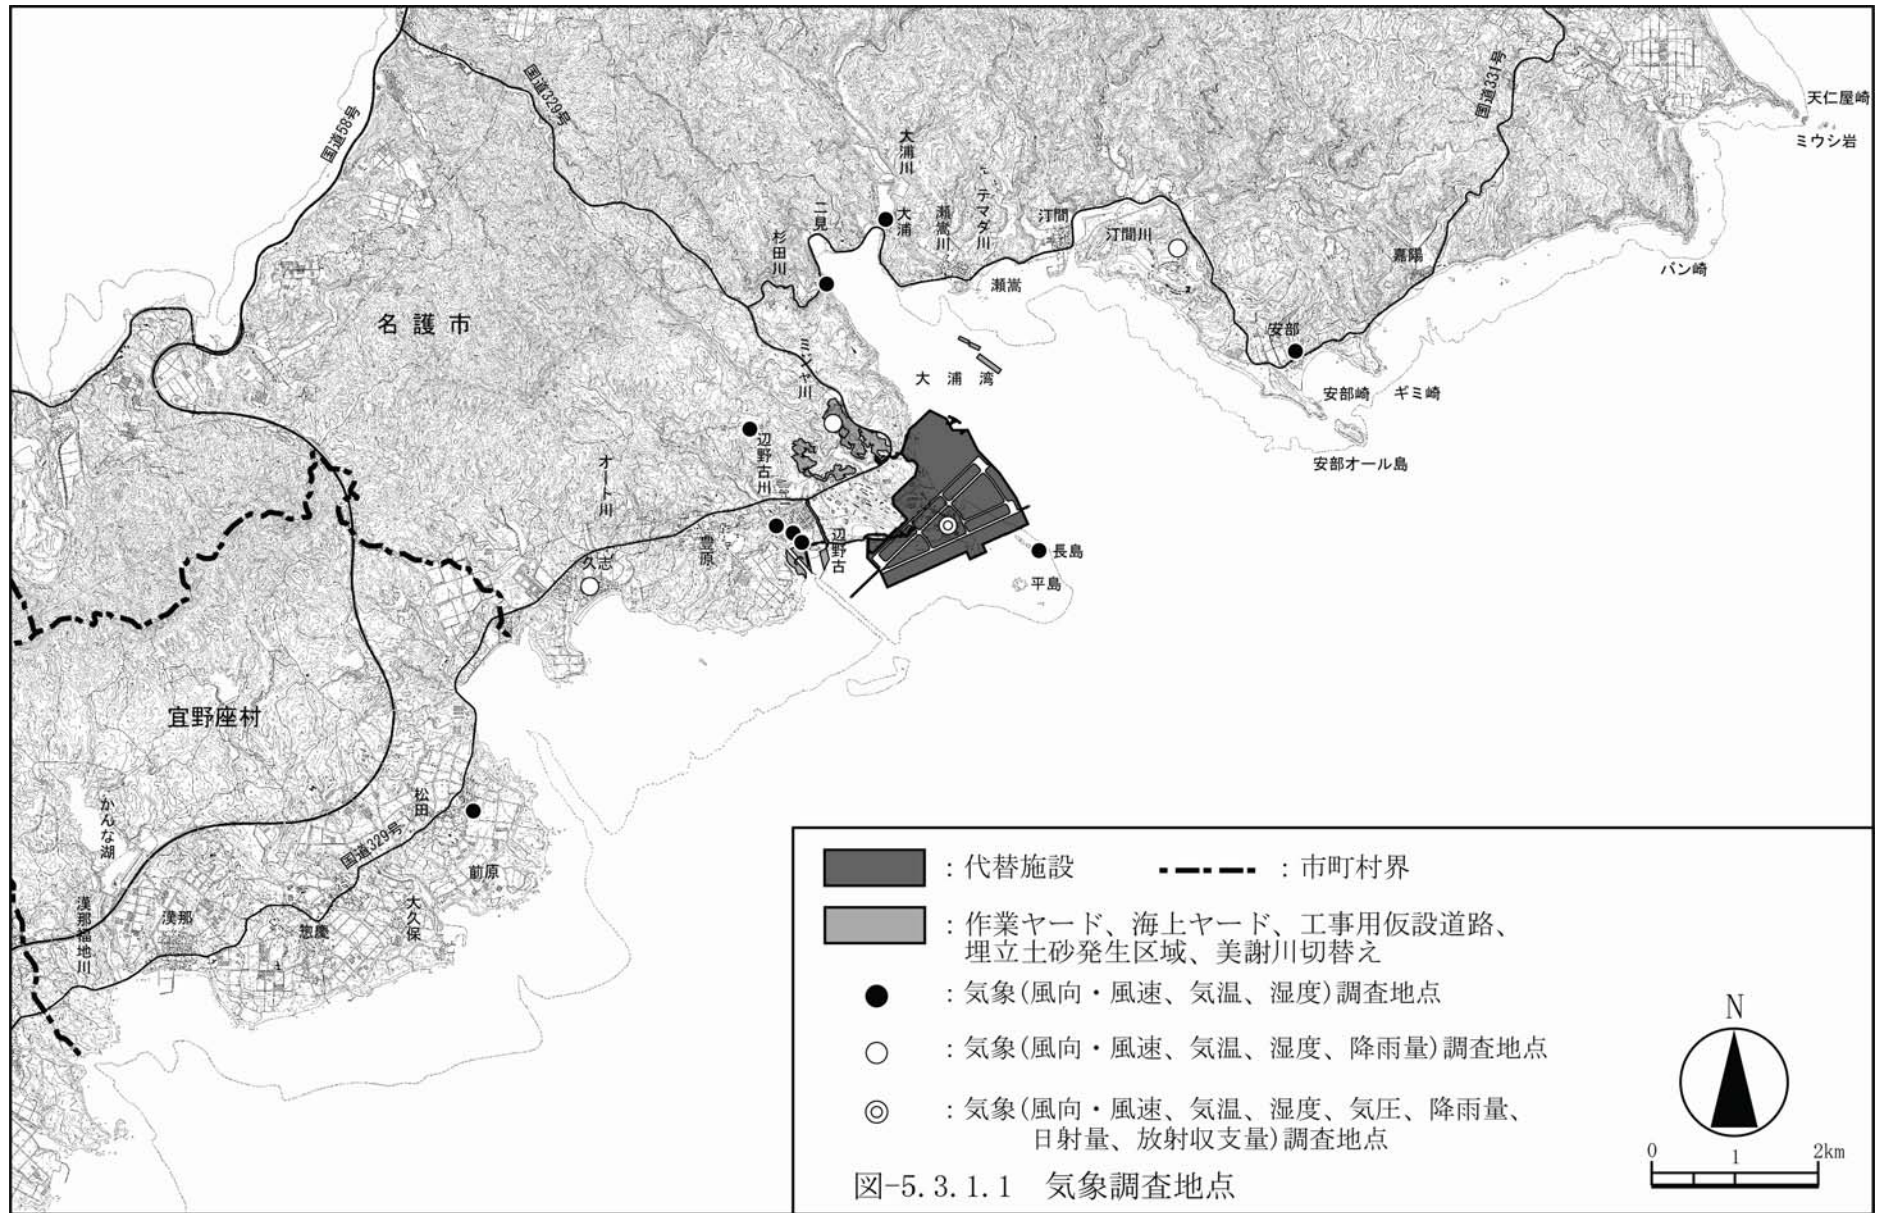 国道58号
国道329号
国道331号
天仁屋崎
ミウシ岩
バン崎
大浦川
大浦
二見
杉田川
瀬嵩川
テマダ川
汀間
汀間川
瀬嵩
嘉陽
安部
安部崎
ギミ崎
安部オール島
名護市
ミジャ川
大浦湾
辺野古川
オート川
久志
豊原
辺野古
長島
平島
宜野座村
かんな湖
松田
国道329号
前原
大久保
漢那
惣慶
漢那福地川
:代替施設
:市町村界
:作業ヤード、海上ヤード、工事用仮設道路、
埋立土砂発生区域、美謝川切替え
:気象(風向・風速、気温、湿度)調査地点
:気象(風向・風速、気温、湿度、降雨量)調査地点
:気象(風向・風速、気温、湿度、気圧、降雨量、
日射量、放射収支量)調査地点
図-5.3.1.1 気象調査地点
N
0 1 2km